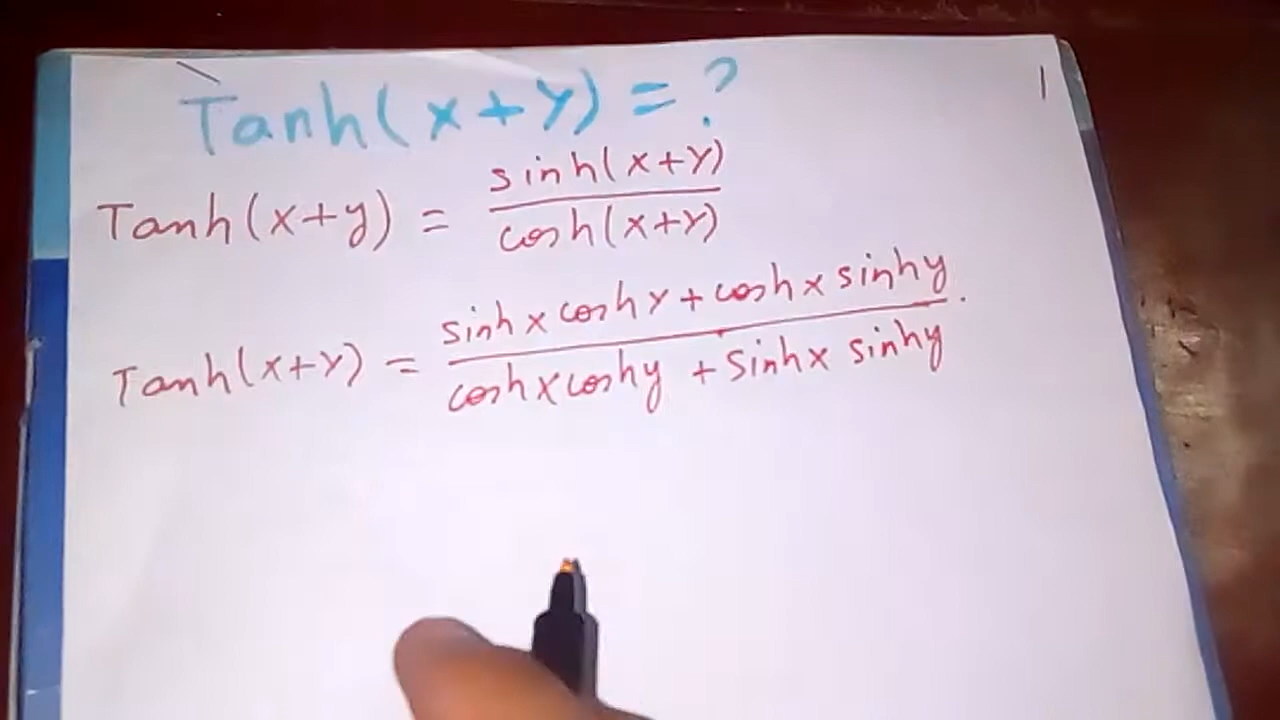 Tanh(x+y) = ?
1
Tanh(x+y) = sinh(x+y)
cosh(x+y)
Tanh(x+y) = sinhx coshy + coshx sinhy.
coshx coshy + sinhx sinhy